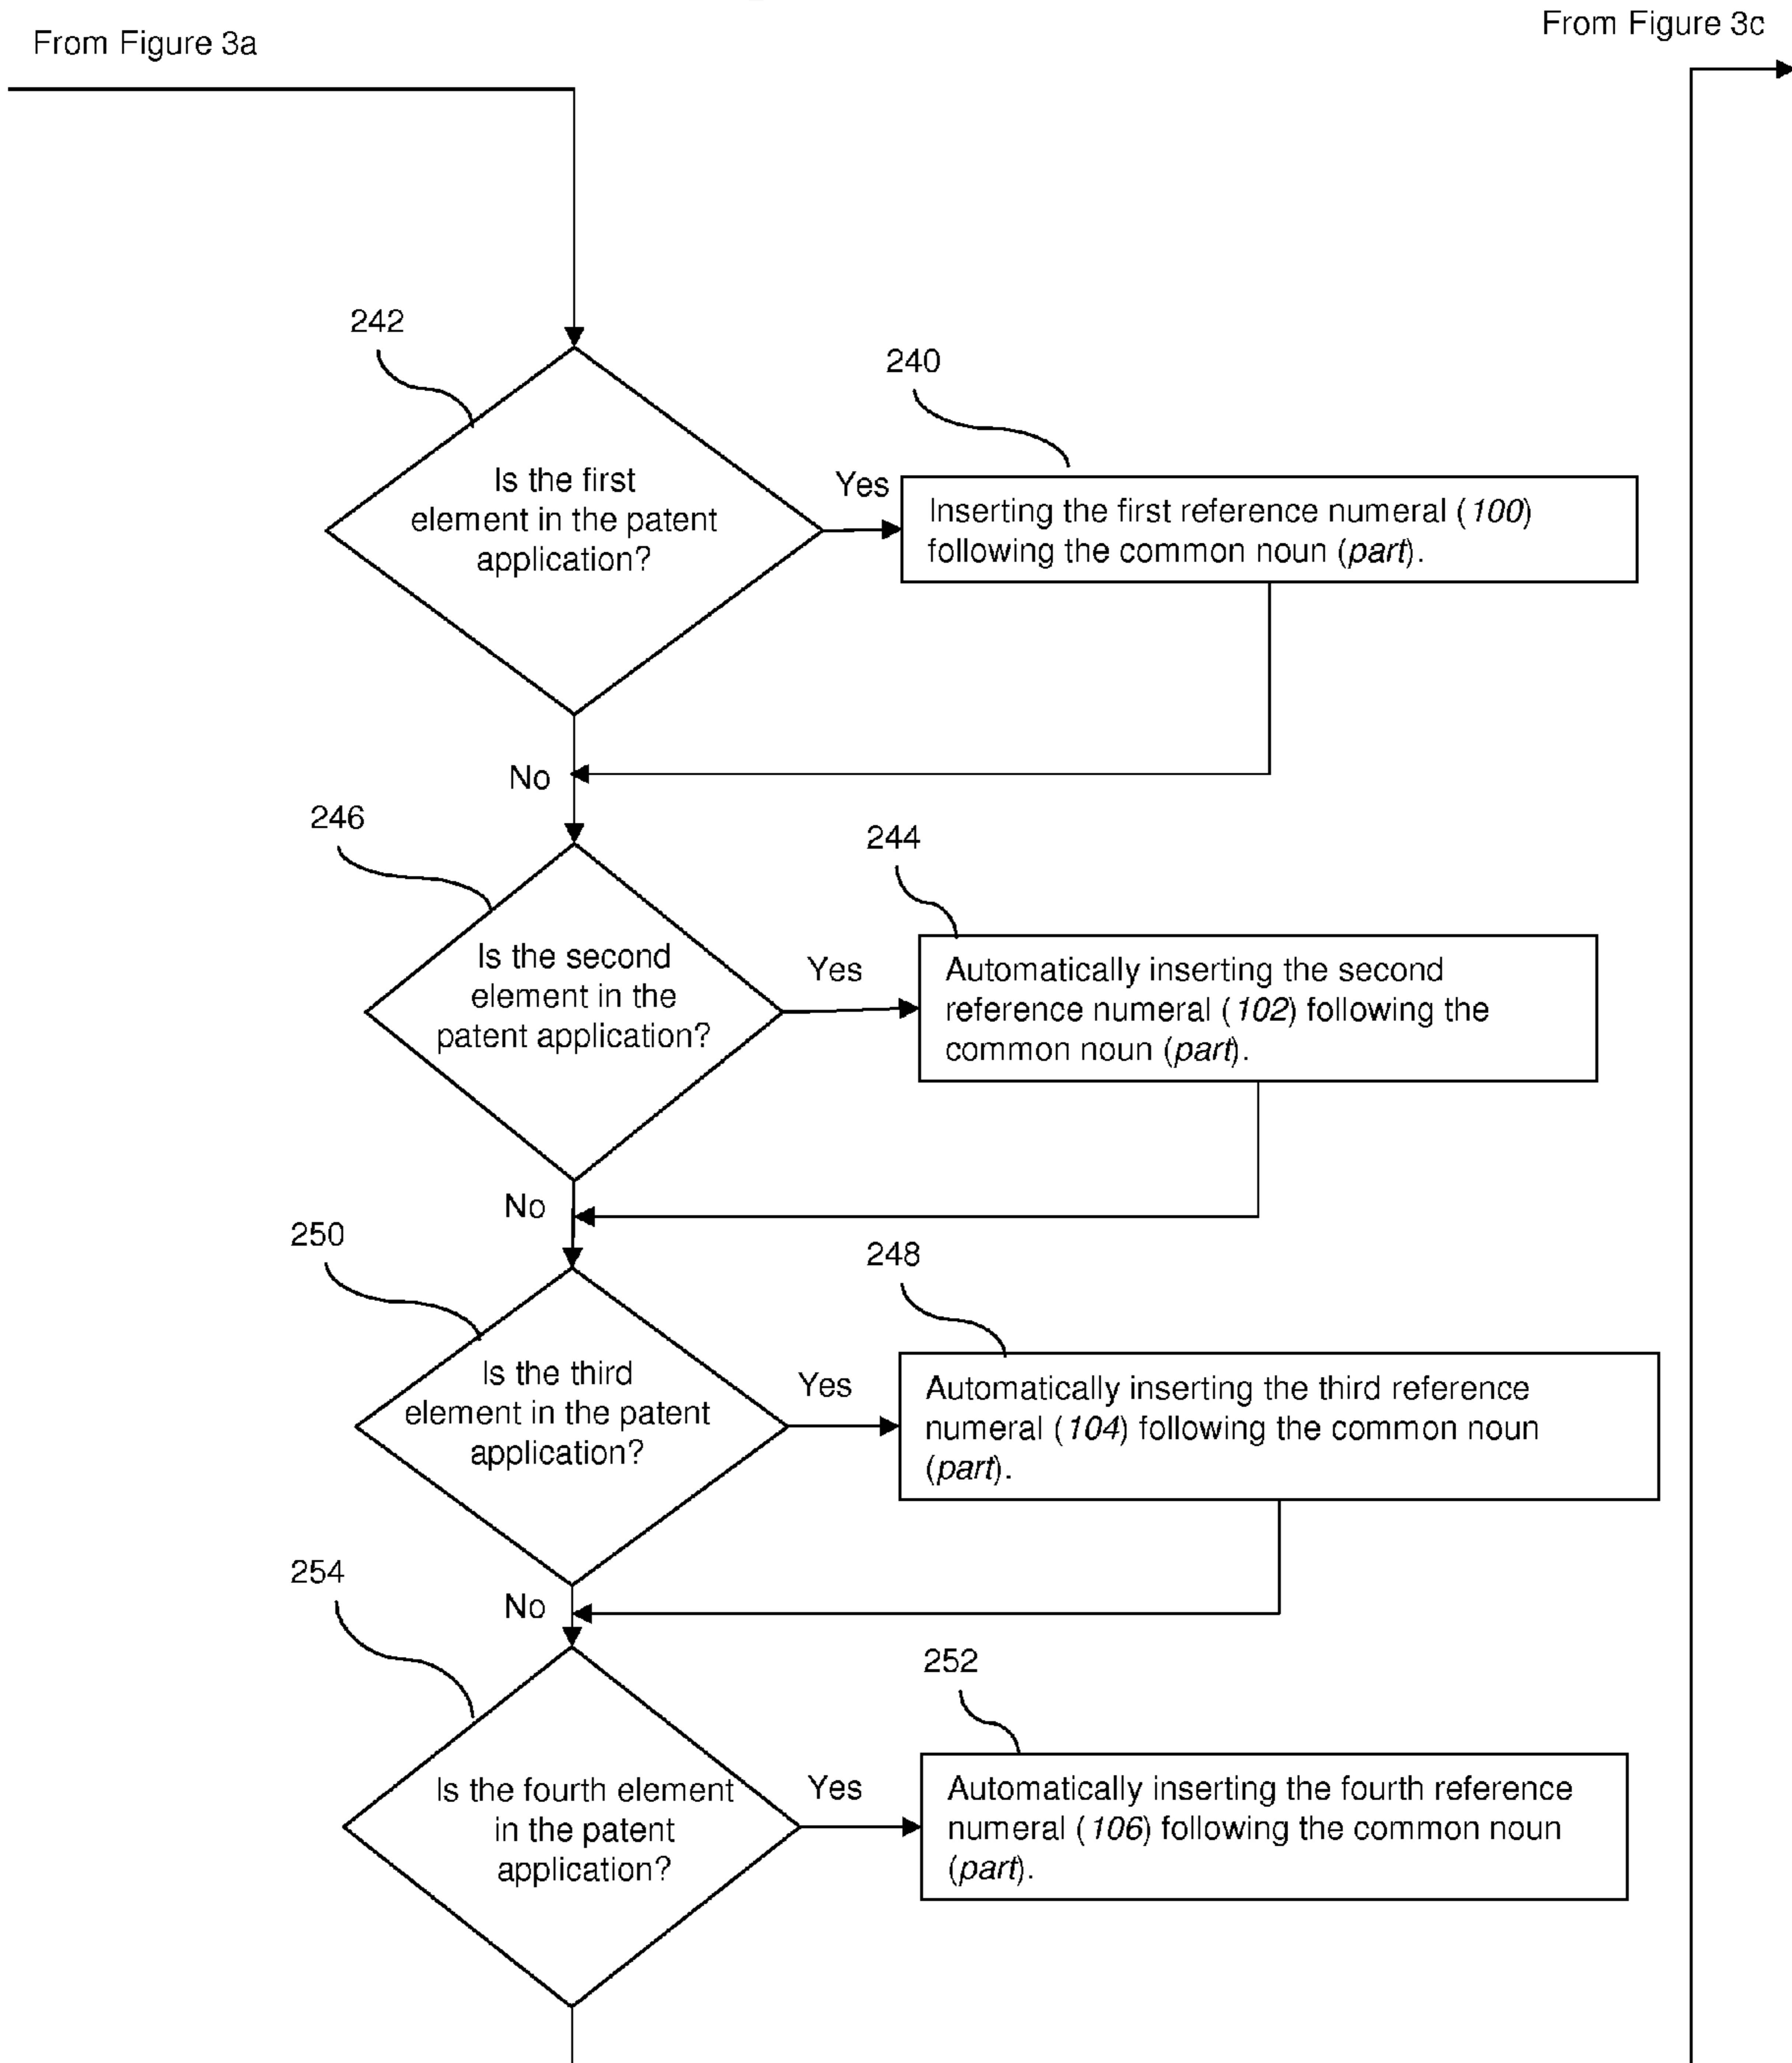 From Figure 3a
From Figure 3c
242
240
Is the first
element in the patent
application?
Yes
Inserting the first reference numeral (100)
following the common noun (part).
No
246
244
Is the second
element in the
patent application?
Yes
Automatically inserting the second
reference numeral (102) following the
common noun (part).
No
250
248
Is the third
element in the patent
application?
Yes
Automatically inserting the third reference
numeral (104) following the common noun
(part).
No
254
252
Is the fourth element
in the patent
application?
Yes
Automatically inserting the fourth reference
numeral (106) following the common noun
(part).